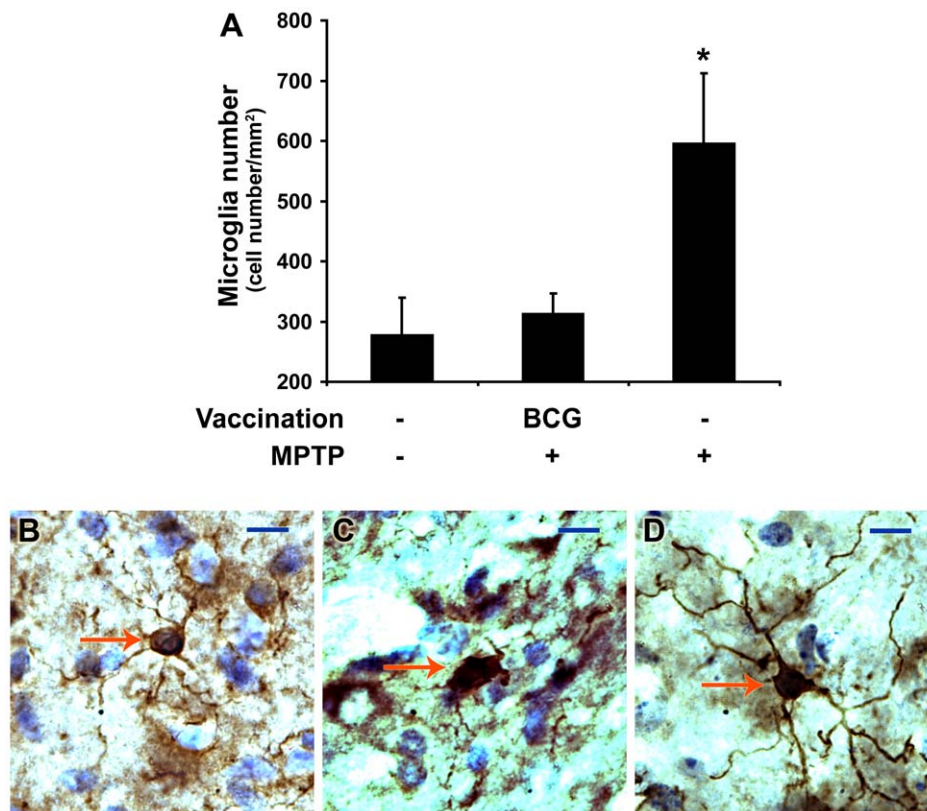 A
800
700
600
500
400
300
200
Microglia number
(cell number/mm²)
*
Vaccination - BCG -
MPTP - + +
B C D